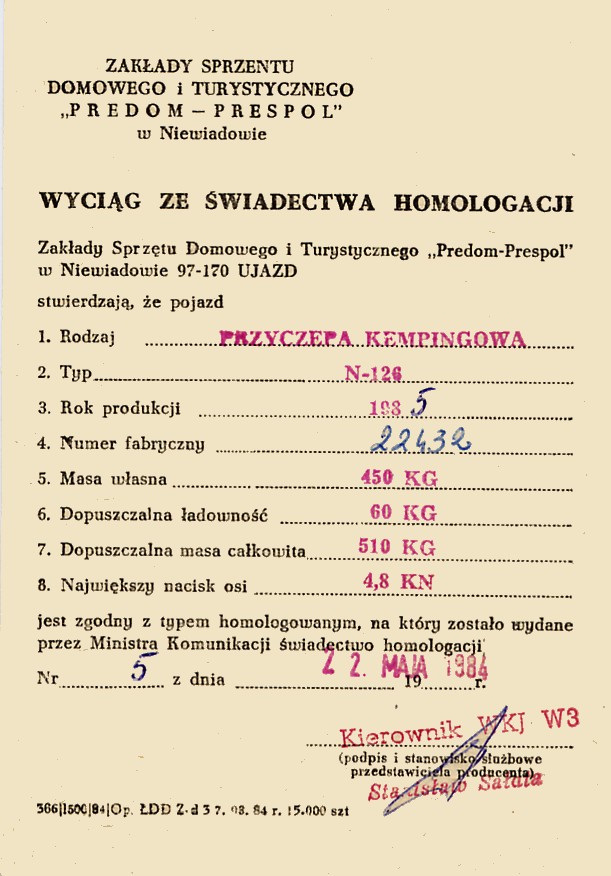 ZAKŁADY SPRZENTU
DOMOWEGO i TURYSTYCZNEGO
„PREDOM — PRESPOL”
w Niewiadowie
WYCIĄG ZE ŚWIADECTWA HOMOLOGACJI
Zakłady Sprzętu Domowego i Turystycznego „Predom-Prespol”
w Niewiadowie 97-170 UJAZD
stwierdzają, że pojazd
1. Rodzaj PRZYCZEPA KEMPINGOWA
2. Typ N-126
3. Rok produkcji 1985
4. Numer fabryczny 22432
5. Masa własna 450 KG
6. Dopuszczalna ładowność 60 KG
7. Dopuszczalna masa całkowita 510 KG
8. Największy nacisk osi 4,8 KN
jest zgodny z typem homologowanym, na który zostało wydane
przez Ministra Komunikacji świadectwo homologacji
Nr 5 z dnia 22. MAJA 1984 19 r.
Kierownik WKJ W3
(podpis i stanowisko służbowe
przedstawiciela producenta)
Stanisław
366|1500|84|Op. ŁDD Z-d 3 7. 03. 84 r. 15.000 szt